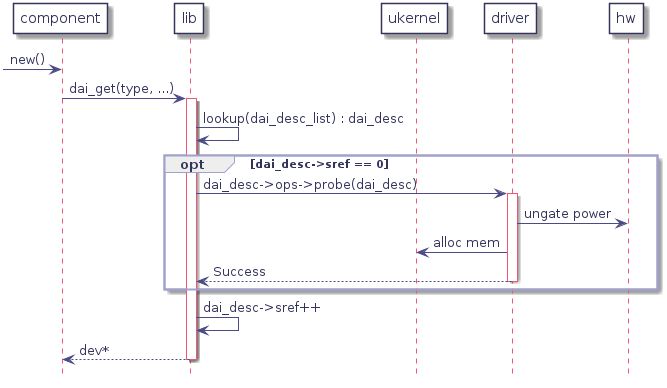 component
lib
ukernel
driver
hw
new()
dai_get(type, ...)
lookup(dai_desc_list) : dai_desc
opt
[dai_desc->sref == 0]
dai_desc->ops->probe(dai_desc)
ungate power
alloc mem
Success
dai_desc->sref++
dev*